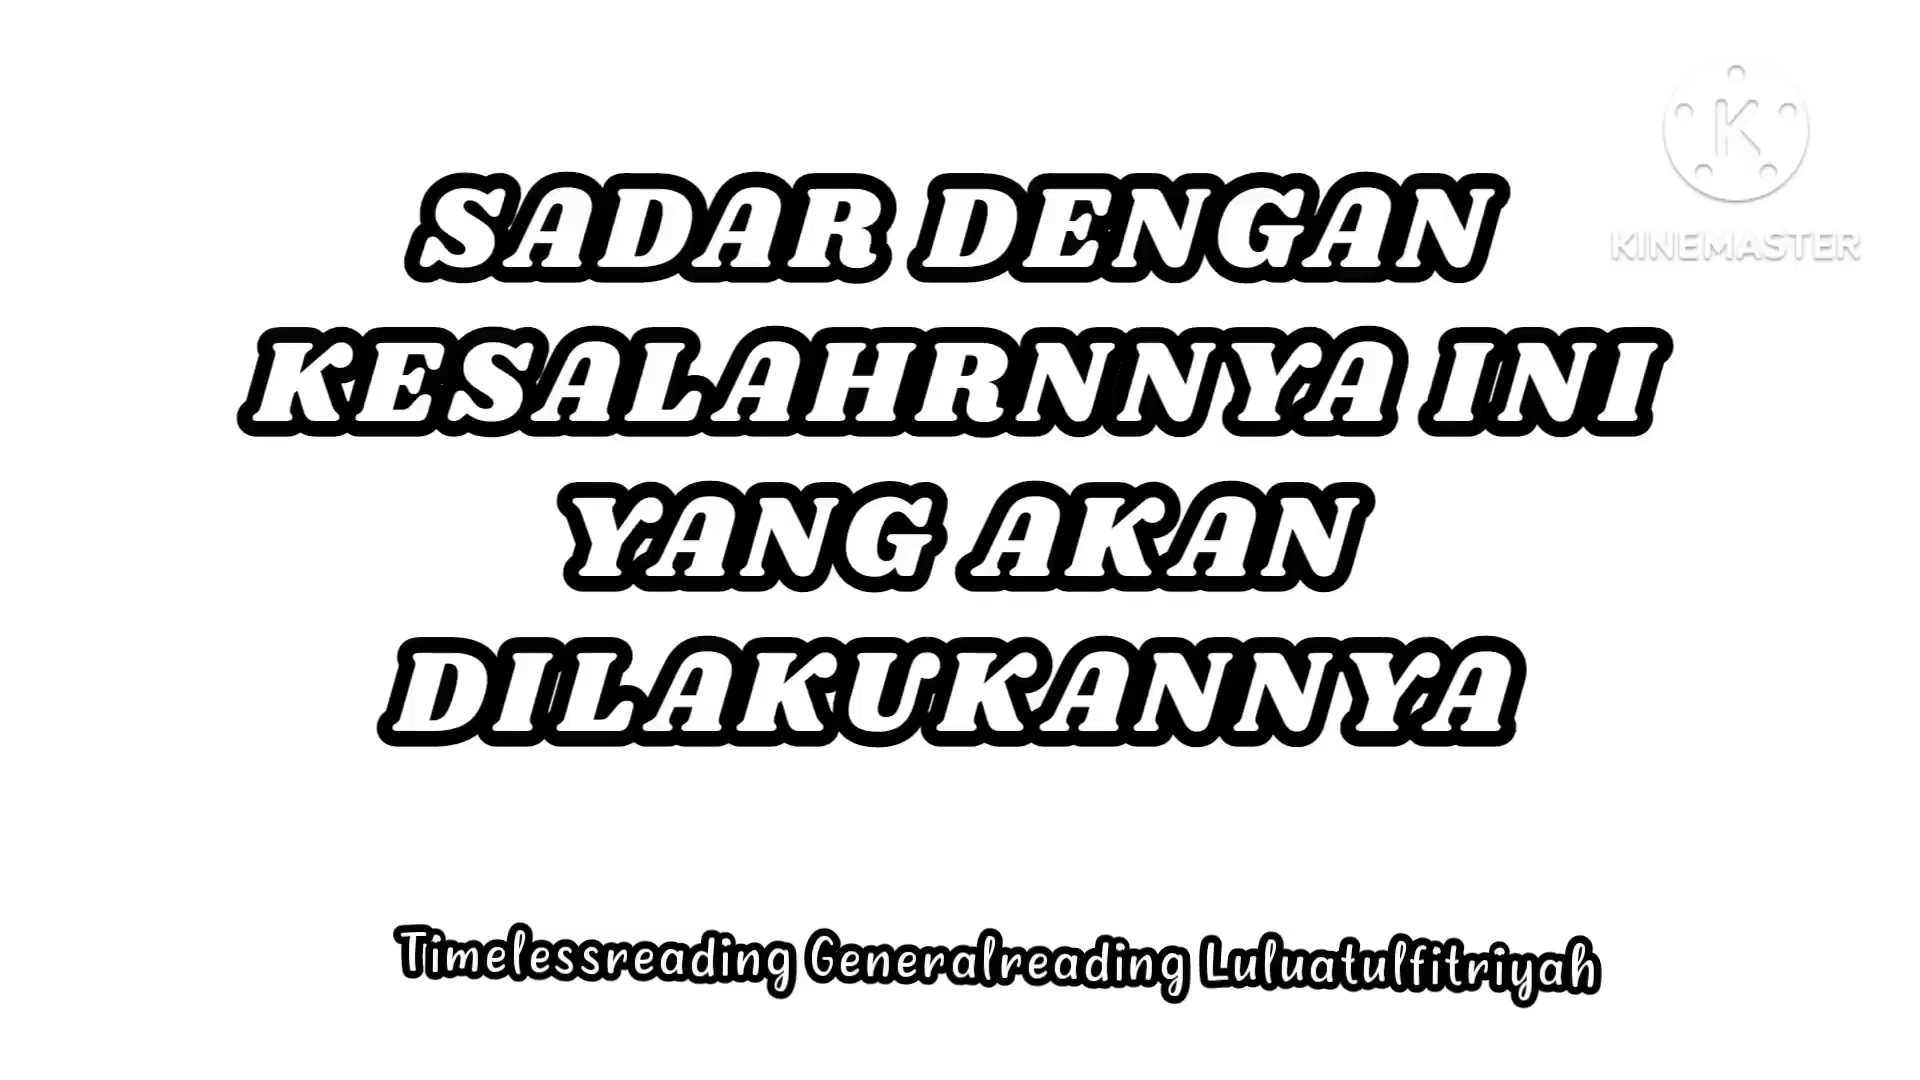 K
KINEMASTER
SADAR DENGAN
KESALAHRNNYA INI
YANG AKAN
DILAKUKANNYA
Timelessreading Generalreading Luluatulfitriyah